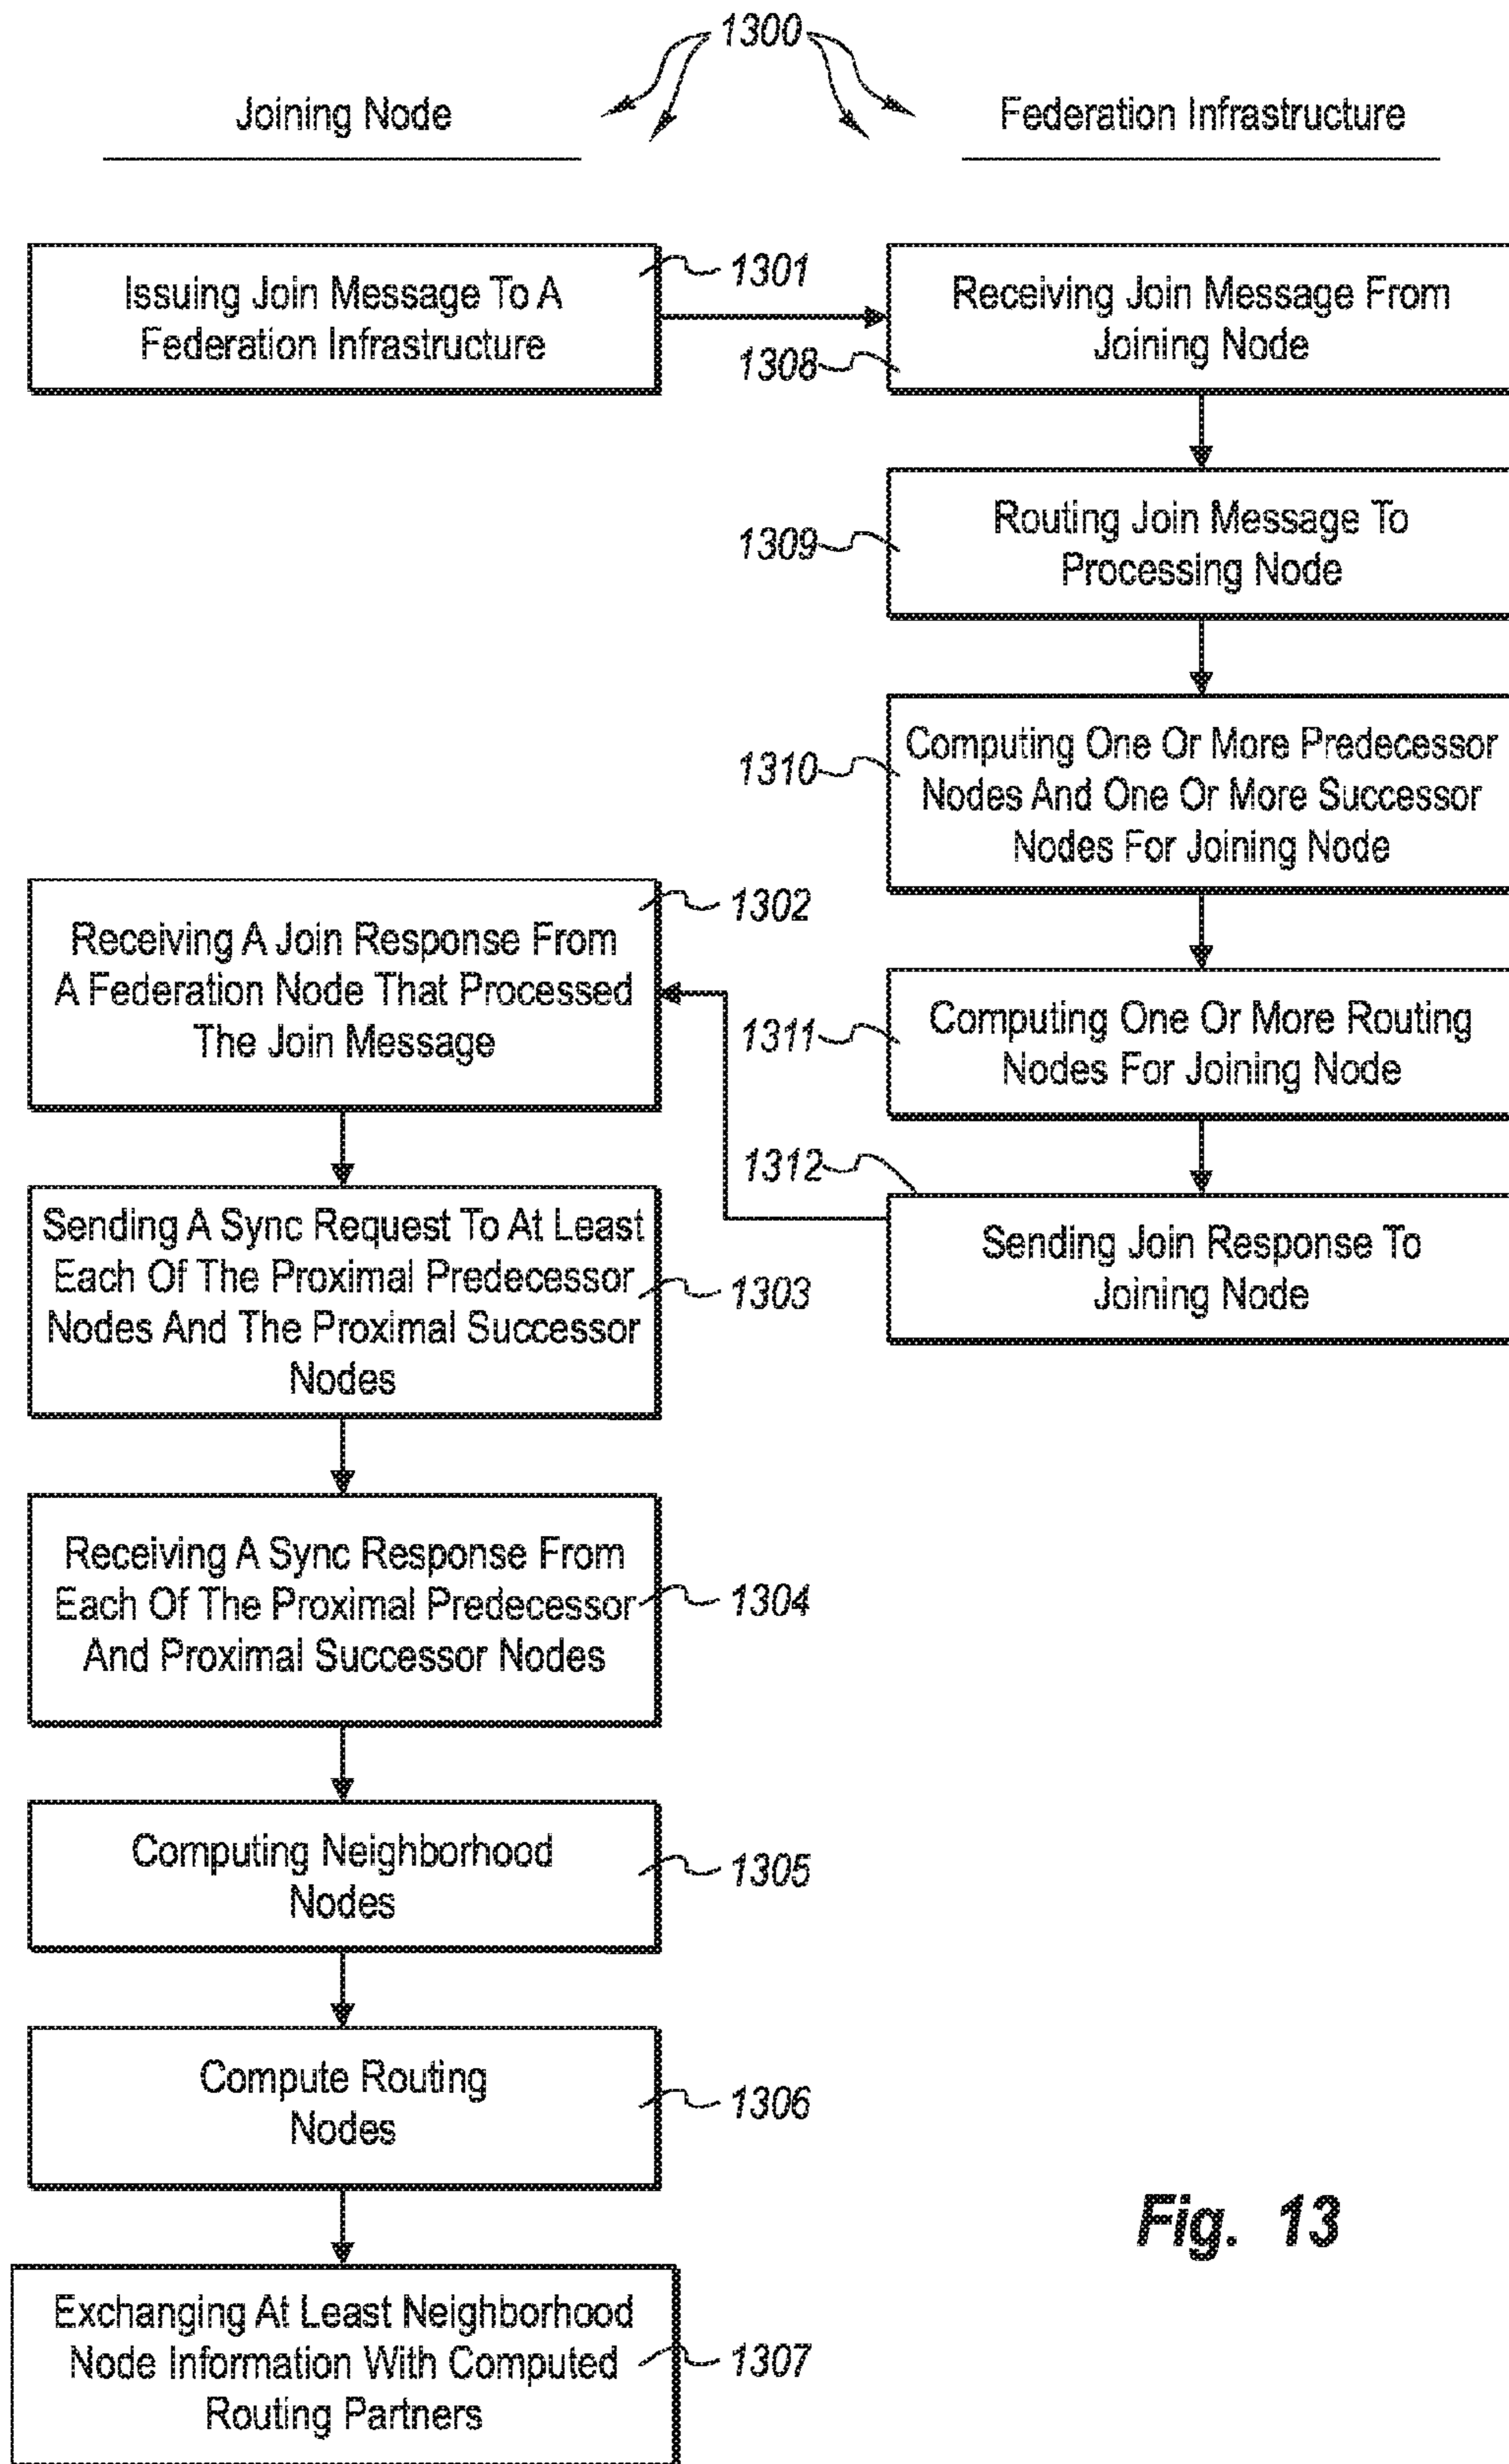 1300
Joining Node
Federation Infrastructure
Issuing Join Message To A
Federation Infrastructure
1301
Receiving Join Message From
Joining Node
1308
Routing Join Message To
Processing Node
1309
Computing One Or More Predecessor
Nodes And One Or More Successor
Nodes For Joining Node
1310
Receiving A Join Response From
A Federation Node That Processed
The Join Message
1302
Computing One Or More Routing
Nodes For Joining Node
1311
Sending Join Response To
Joining Node
1312
Sending A Sync Request To At Least
Each Of The Proximal Predecessor
Nodes And The Proximal Successor
Nodes
1303
Receiving A Sync Response From
Each Of The Proximal Predecessor
And Proximal Successor Nodes
1304
Computing Neighborhood
Nodes
1305
Compute Routing
Nodes
1306
Exchanging At Least Neighborhood
Node Information With Computed
Routing Partners
1307
Fig. 13